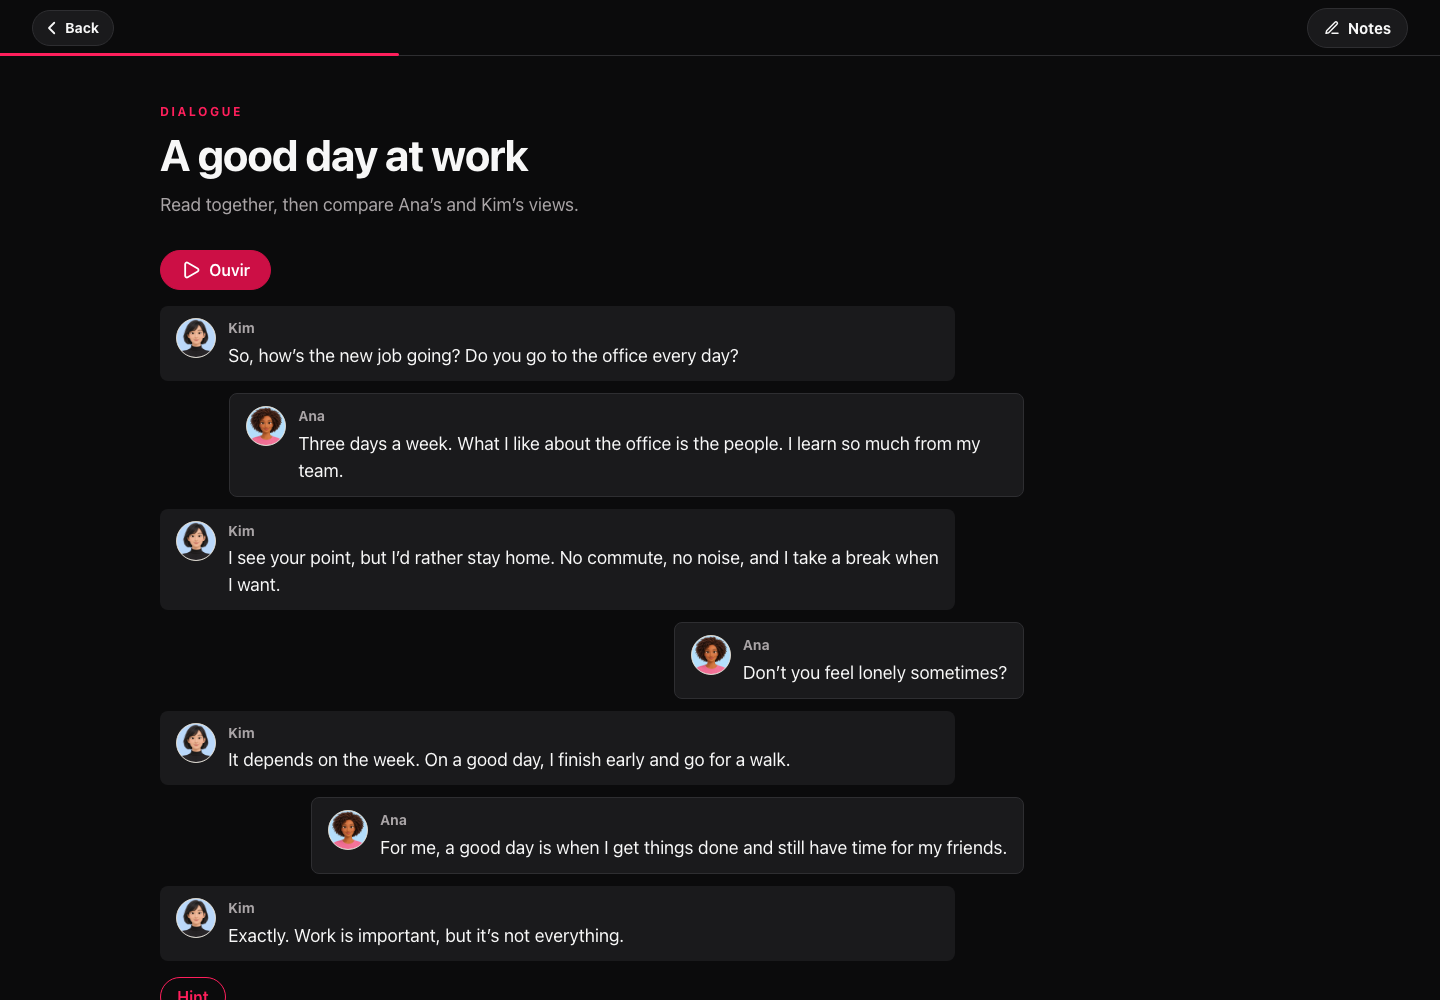 Back
Notes
DIALOGUE
A good day at work
Read together, then compare Ana’s and Kim’s views.
Ouvir
Kim
So, how’s the new job going? Do you go to the office every day?
Ana
Three days a week. What I like about the office is the people. I learn so much from my
team.
Kim
I see your point, but I’d rather stay home. No commute, no noise, and I take a break when
I want.
Ana
Don’t you feel lonely sometimes?
Kim
It depends on the week. On a good day, I finish early and go for a walk.
Ana
For me, a good day is when I get things done and still have time for my friends.
Kim
Exactly. Work is important, but it’s not everything.
Hint